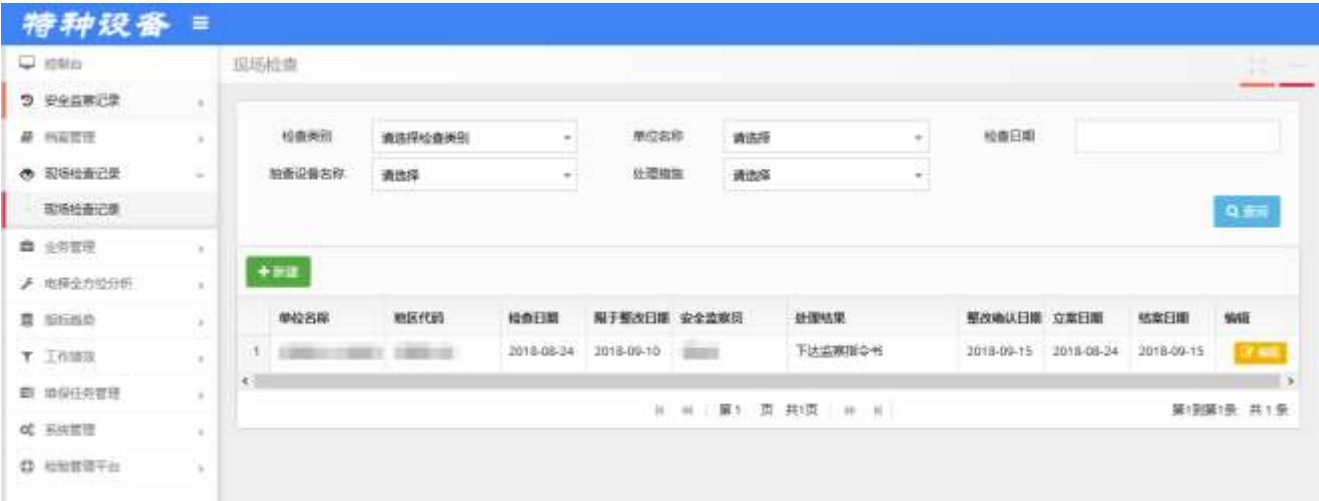 特种设备
控制台
安全监察记录
档案管理
现场检查记录
现场检查记录
业务管理
电梯全方位分析
指标趋势
工作绩效
维保任务管理
系统管理
检验管理平台
现场检查
检查类别 请选择检查类别 单位名称 请选择 检查日期
抽查设备名称 请选择 处理措施 请选择
查询
新建
单位名称 地区代码 检查日期 限于整改日期 安全监察员 处理结果 整改确认日期 立案日期 结案日期 编辑
1 2018-08-24 2018-09-10 下达监察指令书 2018-09-15 2018-08-24 2018-09-15 编辑
第1 页 共1页 第1到第1条 共 1 条